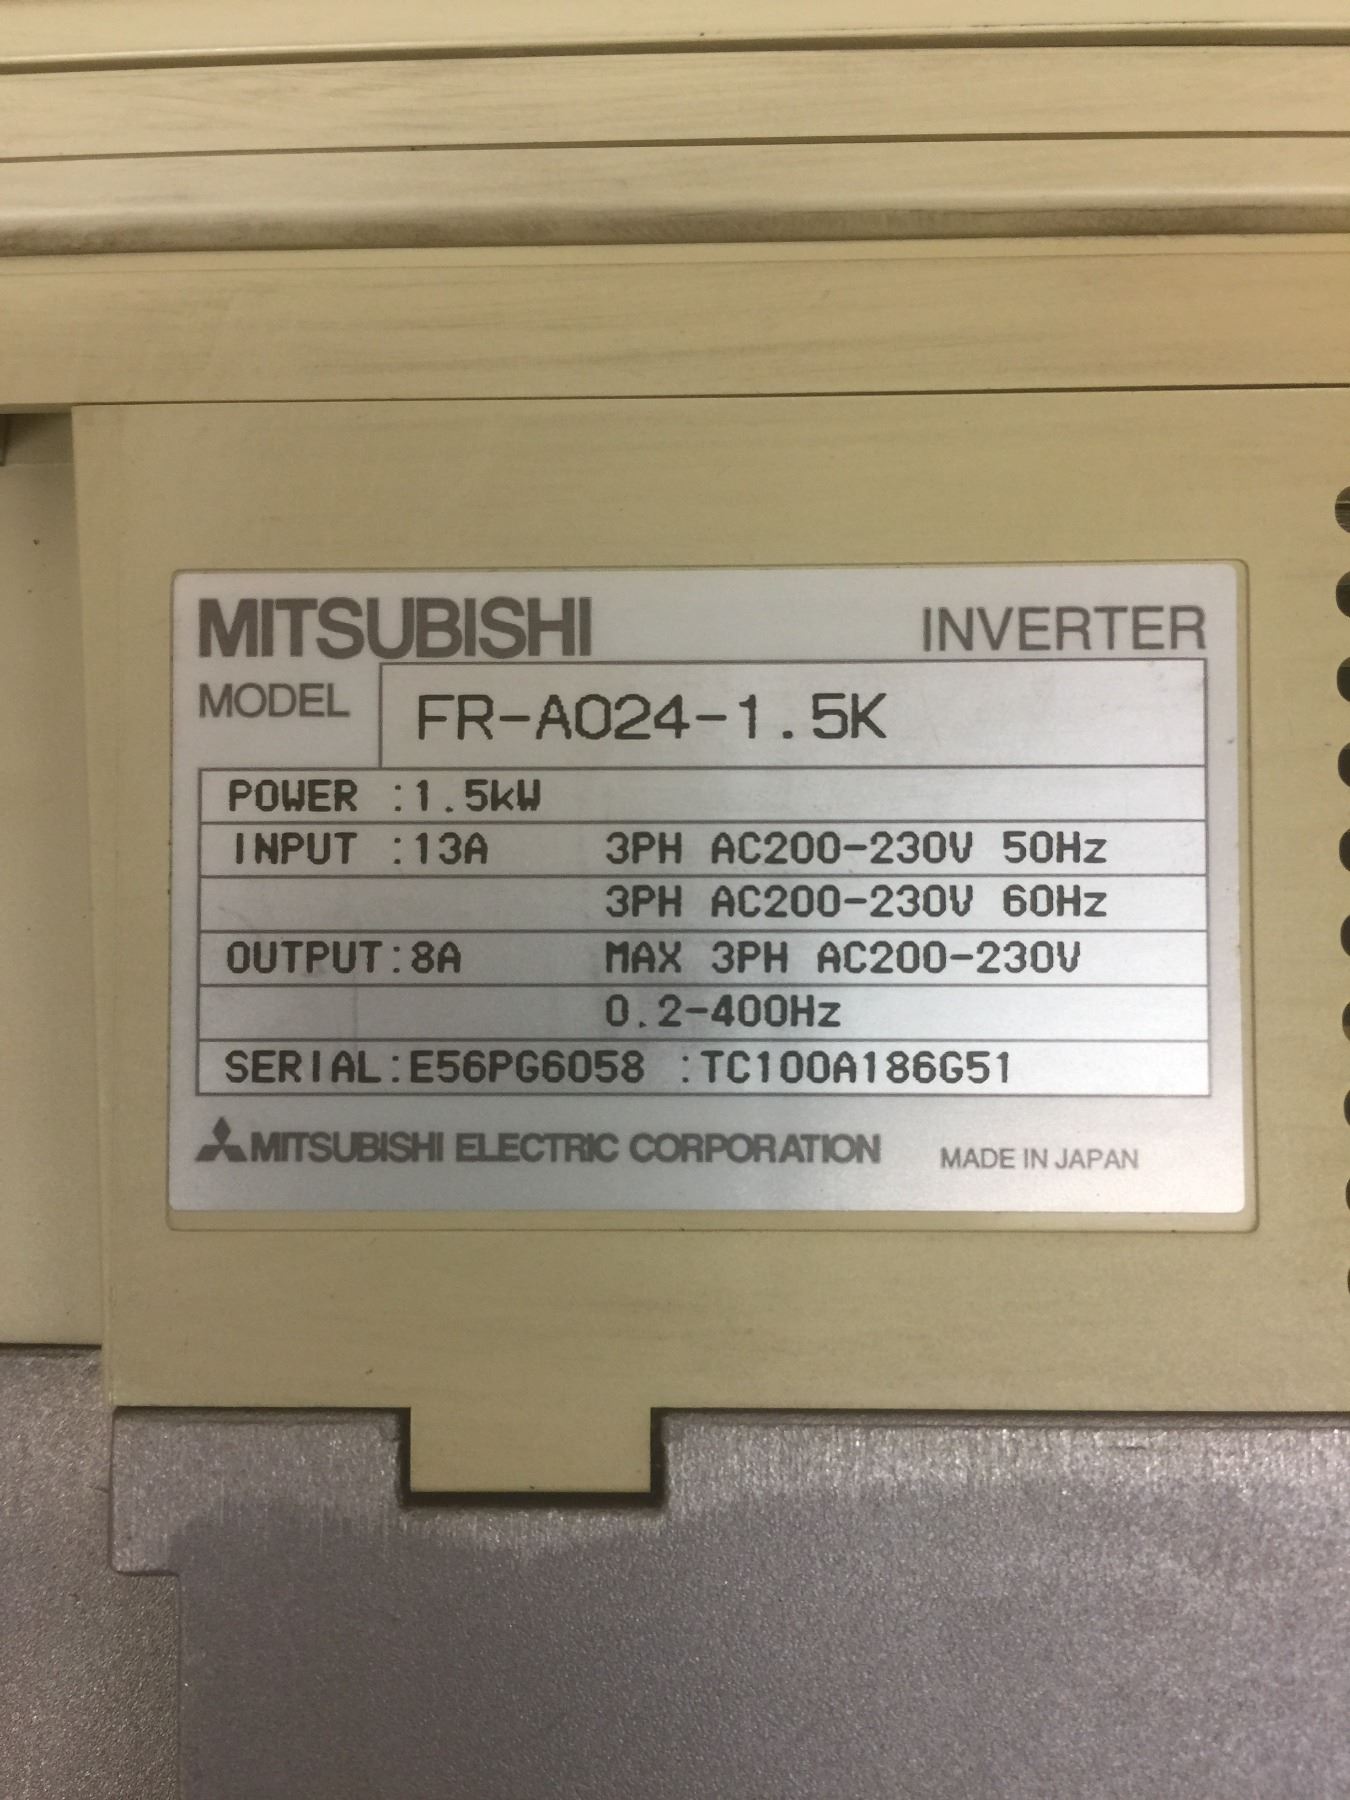 MITSUBISHI INVERTER
MODEL FR-A024-1.5K
POWER :1.5kW
INPUT :13A 3PH AC200-230V 50Hz
3PH AC200-230V 60Hz
OUTPUT:8A MAX 3PH AC200-230V
0.2-400Hz
SERIAL:E56PG6058 :TC100A186G51
MITSUBISHI ELECTRIC CORPORATION MADE IN JAPAN